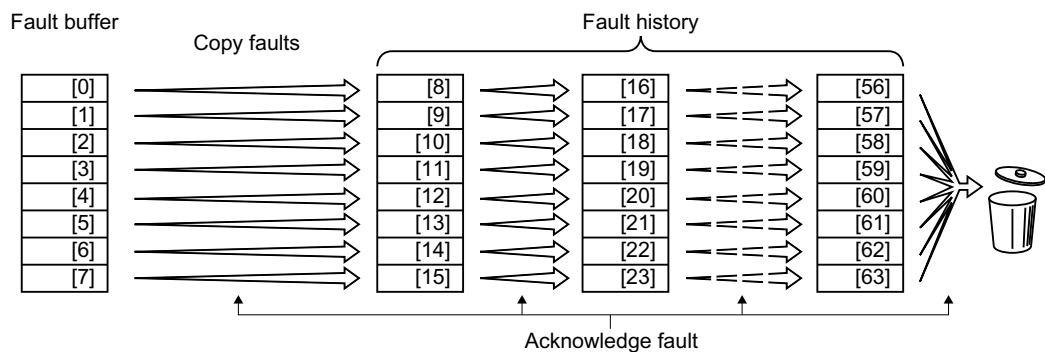 Fault buffer
Copy faults
Fault history
[0] [8] [16] [56]
[1] [9] [17] [57]
[2] [10] [18] [58]
[3] [11] [19] [59]
[4] [12] [20] [60]
[5] [13] [21] [61]
[6] [14] [22] [62]
[7] [15] [23] [63]
Acknowledge fault